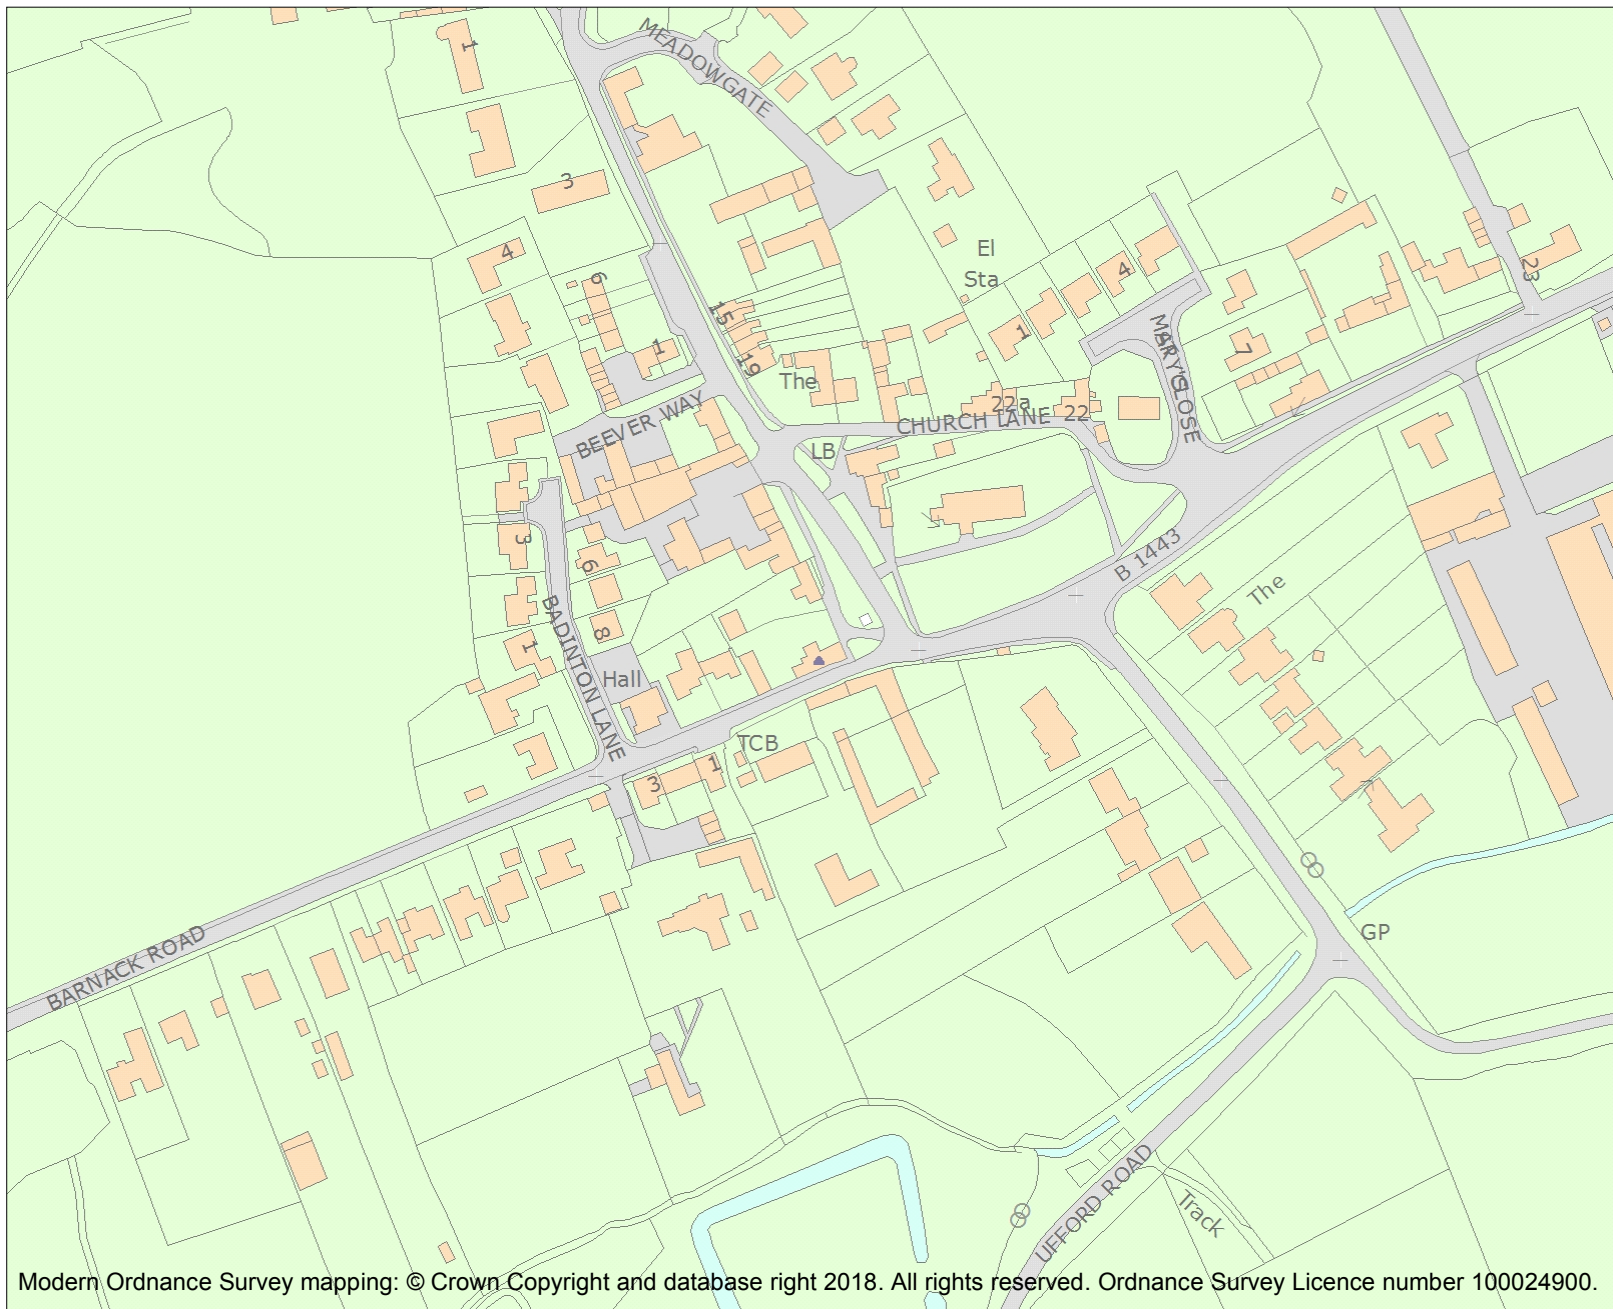 MEADOWGATE
1
3
4
6
El
Sta
4
1
23
15
19
1
The
MARY'S CLOSE
7
22a
22
CHURCH LANE
BEEVER WAY
LB
3
6
B 1443
The
BADINTON LANE
8
1
Hall
TCB
1
3
BARNACK ROAD
GP
UFFORD ROAD
Track
Modern Ordnance Survey mapping: © Crown Copyright and database right 2018. All rights reserved. Ordnance Survey Licence number 100024900.